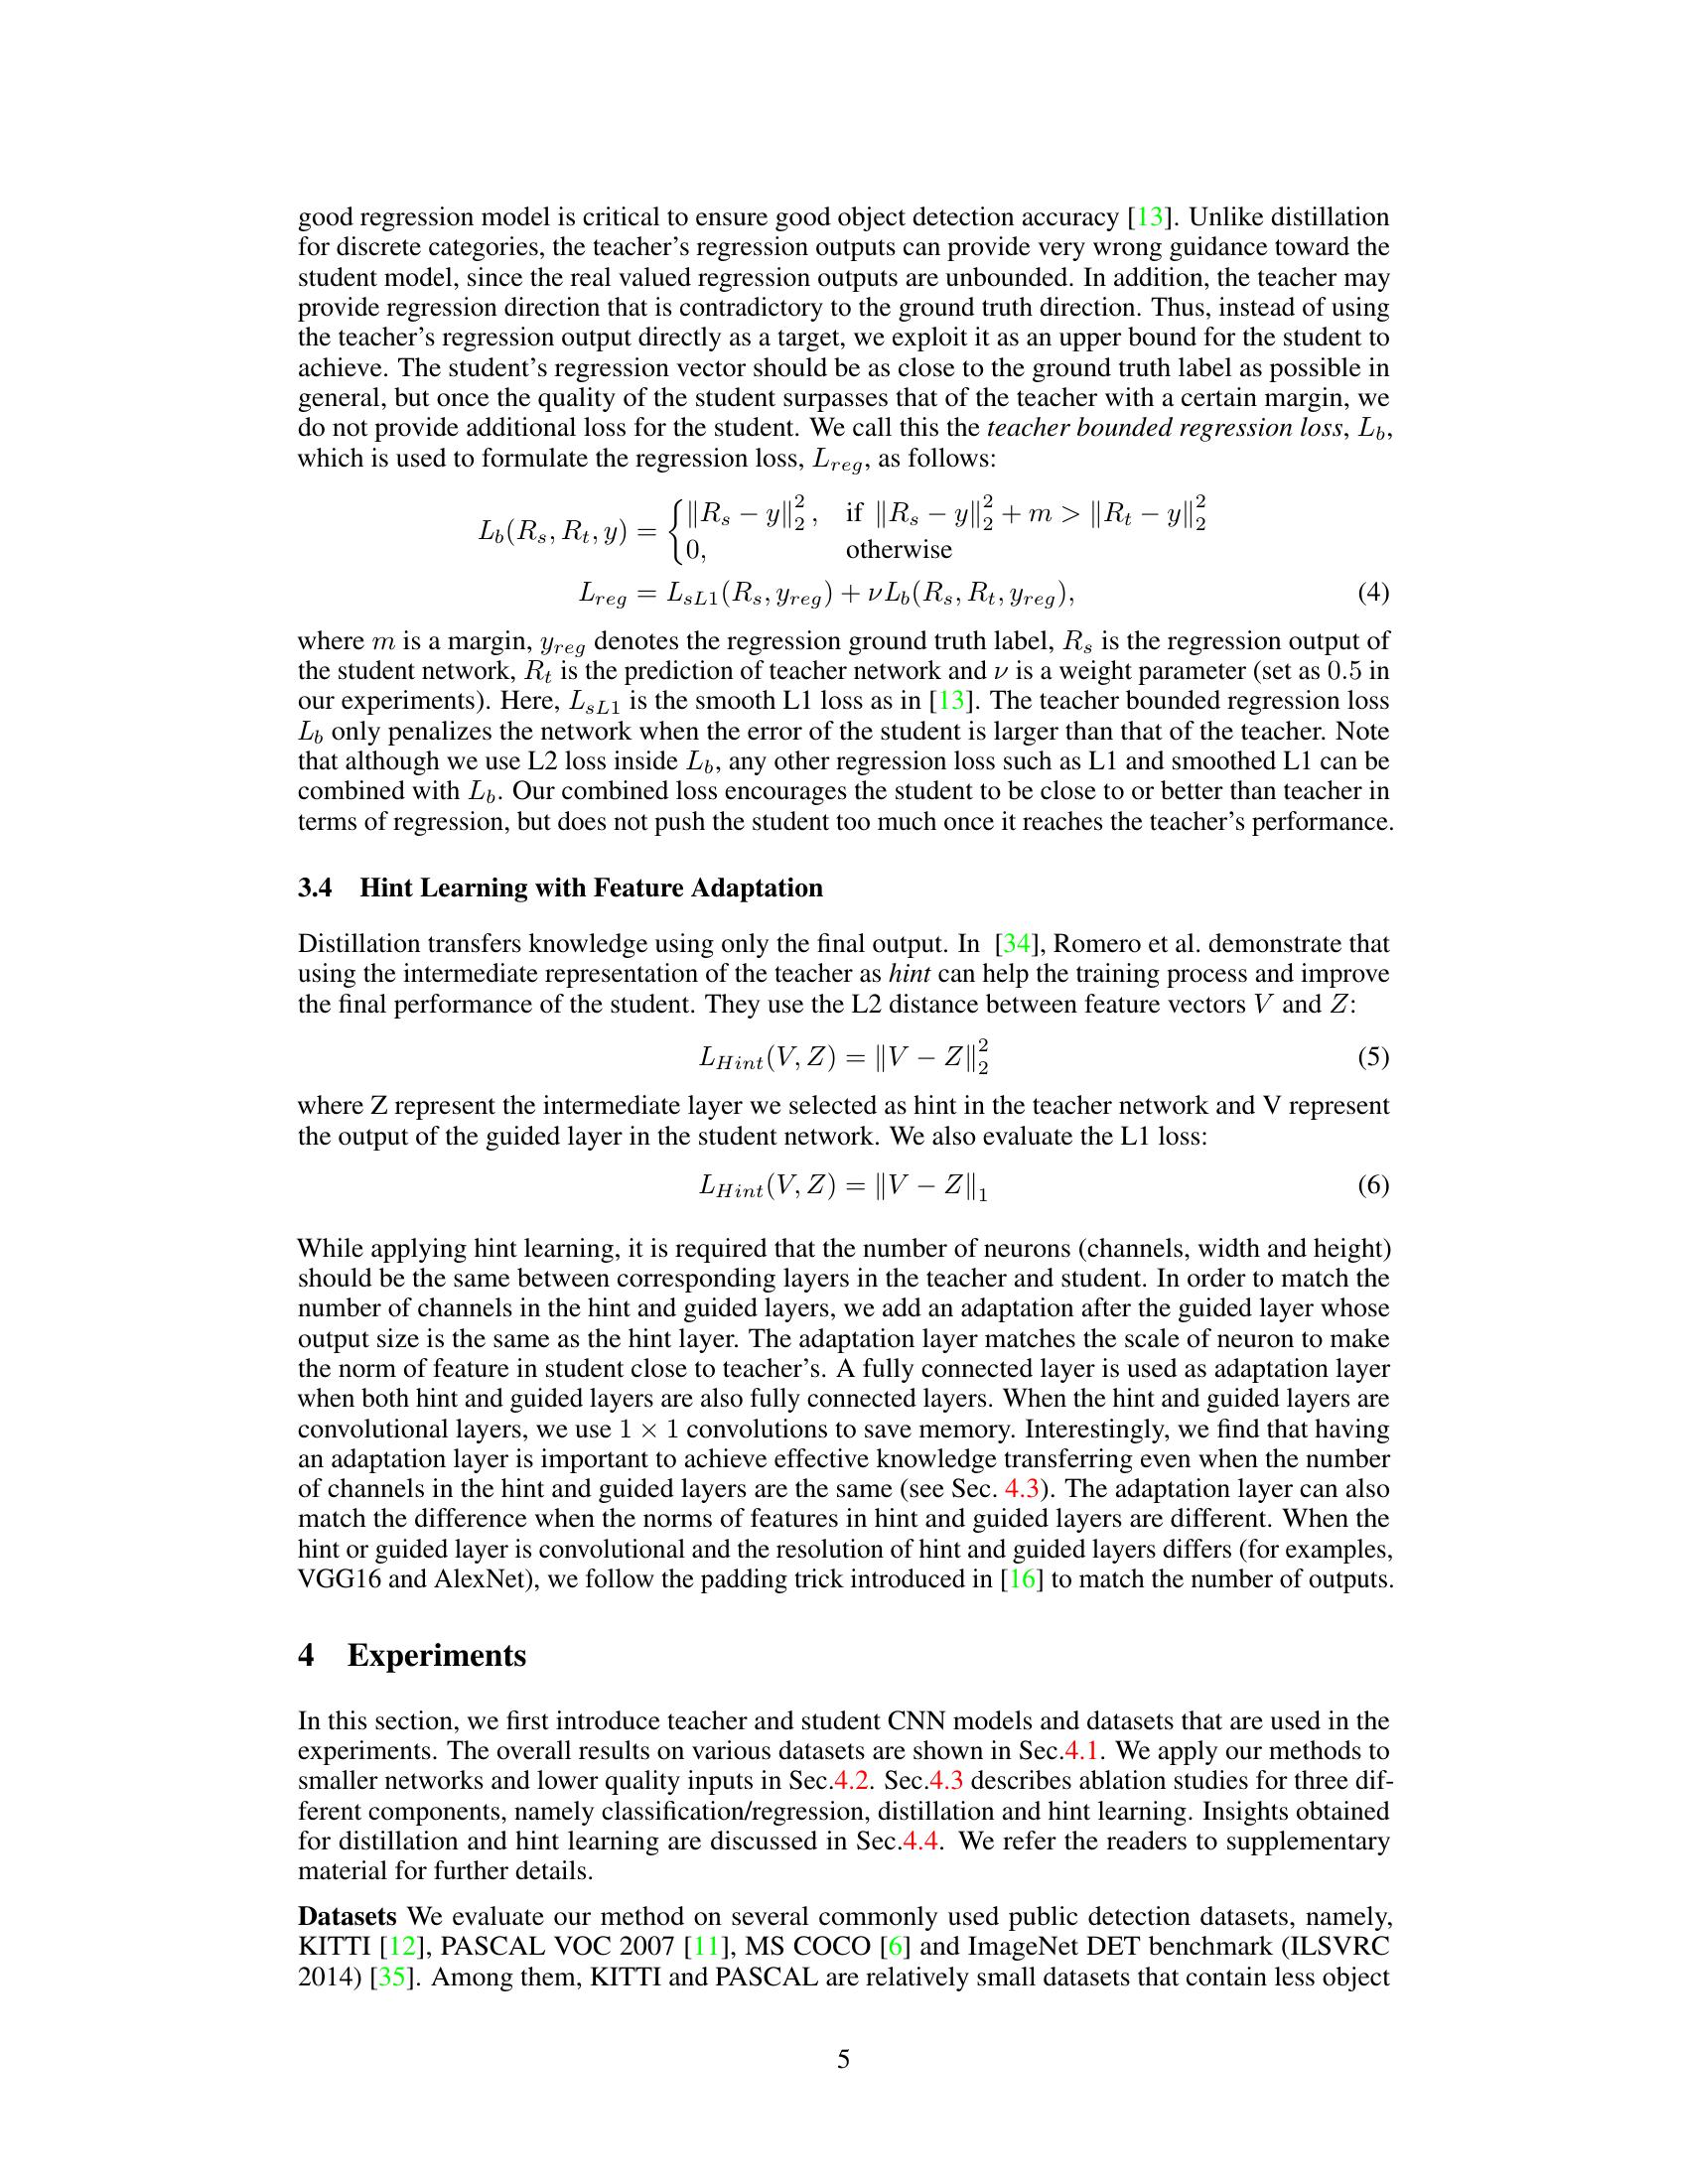 good regression model is critical to ensure good object detection accuracy [13]. Unlike distillation
for discrete categories, the teacher's regression outputs can provide very wrong guidance toward the
student model, since the real valued regression outputs are unbounded. In addition, the teacher may
provide regression direction that is contradictory to the ground truth direction. Thus, instead of using
the teacher's regression output directly as a target, we exploit it as an upper bound for the student to
achieve. The student's regression vector should be as close to the ground truth label as possible in
general, but once the quality of the student surpasses that of the teacher with a certain margin, we
do not provide additional loss for the student. We call this the teacher bounded regression loss, L_b,
which is used to formulate the regression loss, L_{reg}, as follows:
L_b(R_s, R_t, y) = { ‖R_s − y‖_2^2, if ‖R_s − y‖_2^2 + m > ‖R_t − y‖_2^2
0, otherwise
L_{reg} = L_{sL1}(R_s, y_{reg}) + νL_b(R_s, R_t, y_{reg}), (4)
where m is a margin, y_{reg} denotes the regression ground truth label, R_s is the regression output of
the student network, R_t is the prediction of teacher network and ν is a weight parameter (set as 0.5 in
our experiments). Here, L_{sL1} is the smooth L1 loss as in [13]. The teacher bounded regression loss
L_b only penalizes the network when the error of the student is larger than that of the teacher. Note
that although we use L2 loss inside L_b, any other regression loss such as L1 and smoothed L1 can be
combined with L_b. Our combined loss encourages the student to be close to or better than teacher in
terms of regression, but does not push the student too much once it reaches the teacher's performance.
3.4 Hint Learning with Feature Adaptation
Distillation transfers knowledge using only the final output. In [34], Romero et al. demonstrate that
using the intermediate representation of the teacher as hint can help the training process and improve
the final performance of the student. They use the L2 distance between feature vectors V and Z:
L_{Hint}(V, Z) = ‖V − Z‖_2^2 (5)
where Z represent the intermediate layer we selected as hint in the teacher network and V represent
the output of the guided layer in the student network. We also evaluate the L1 loss:
L_{Hint}(V, Z) = ‖V − Z‖_1 (6)
While applying hint learning, it is required that the number of neurons (channels, width and height)
should be the same between corresponding layers in the teacher and student. In order to match the
number of channels in the hint and guided layers, we add an adaptation after the guided layer whose
output size is the same as the hint layer. The adaptation layer matches the scale of neuron to make
the norm of feature in student close to teacher's. A fully connected layer is used as adaptation layer
when both hint and guided layers are also fully connected layers. When the hint and guided layers are
convolutional layers, we use 1 × 1 convolutions to save memory. Interestingly, we find that having
an adaptation layer is important to achieve effective knowledge transferring even when the number
of channels in the hint and guided layers are the same (see Sec. 4.3). The adaptation layer can also
match the difference when the norms of features in hint and guided layers are different. When the
hint or guided layer is convolutional and the resolution of hint and guided layers differs (for examples,
VGG16 and AlexNet), we follow the padding trick introduced in [16] to match the number of outputs.
4 Experiments
In this section, we first introduce teacher and student CNN models and datasets that are used in the
experiments. The overall results on various datasets are shown in Sec.4.1. We apply our methods to
smaller networks and lower quality inputs in Sec.4.2. Sec.4.3 describes ablation studies for three dif-
ferent components, namely classification/regression, distillation and hint learning. Insights obtained
for distillation and hint learning are discussed in Sec.4.4. We refer the readers to supplementary
material for further details.
Datasets We evaluate our method on several commonly used public detection datasets, namely,
KITTI [12], PASCAL VOC 2007 [11], MS COCO [6] and ImageNet DET benchmark (ILSVRC
2014) [35]. Among them, KITTI and PASCAL are relatively small datasets that contain less object
5